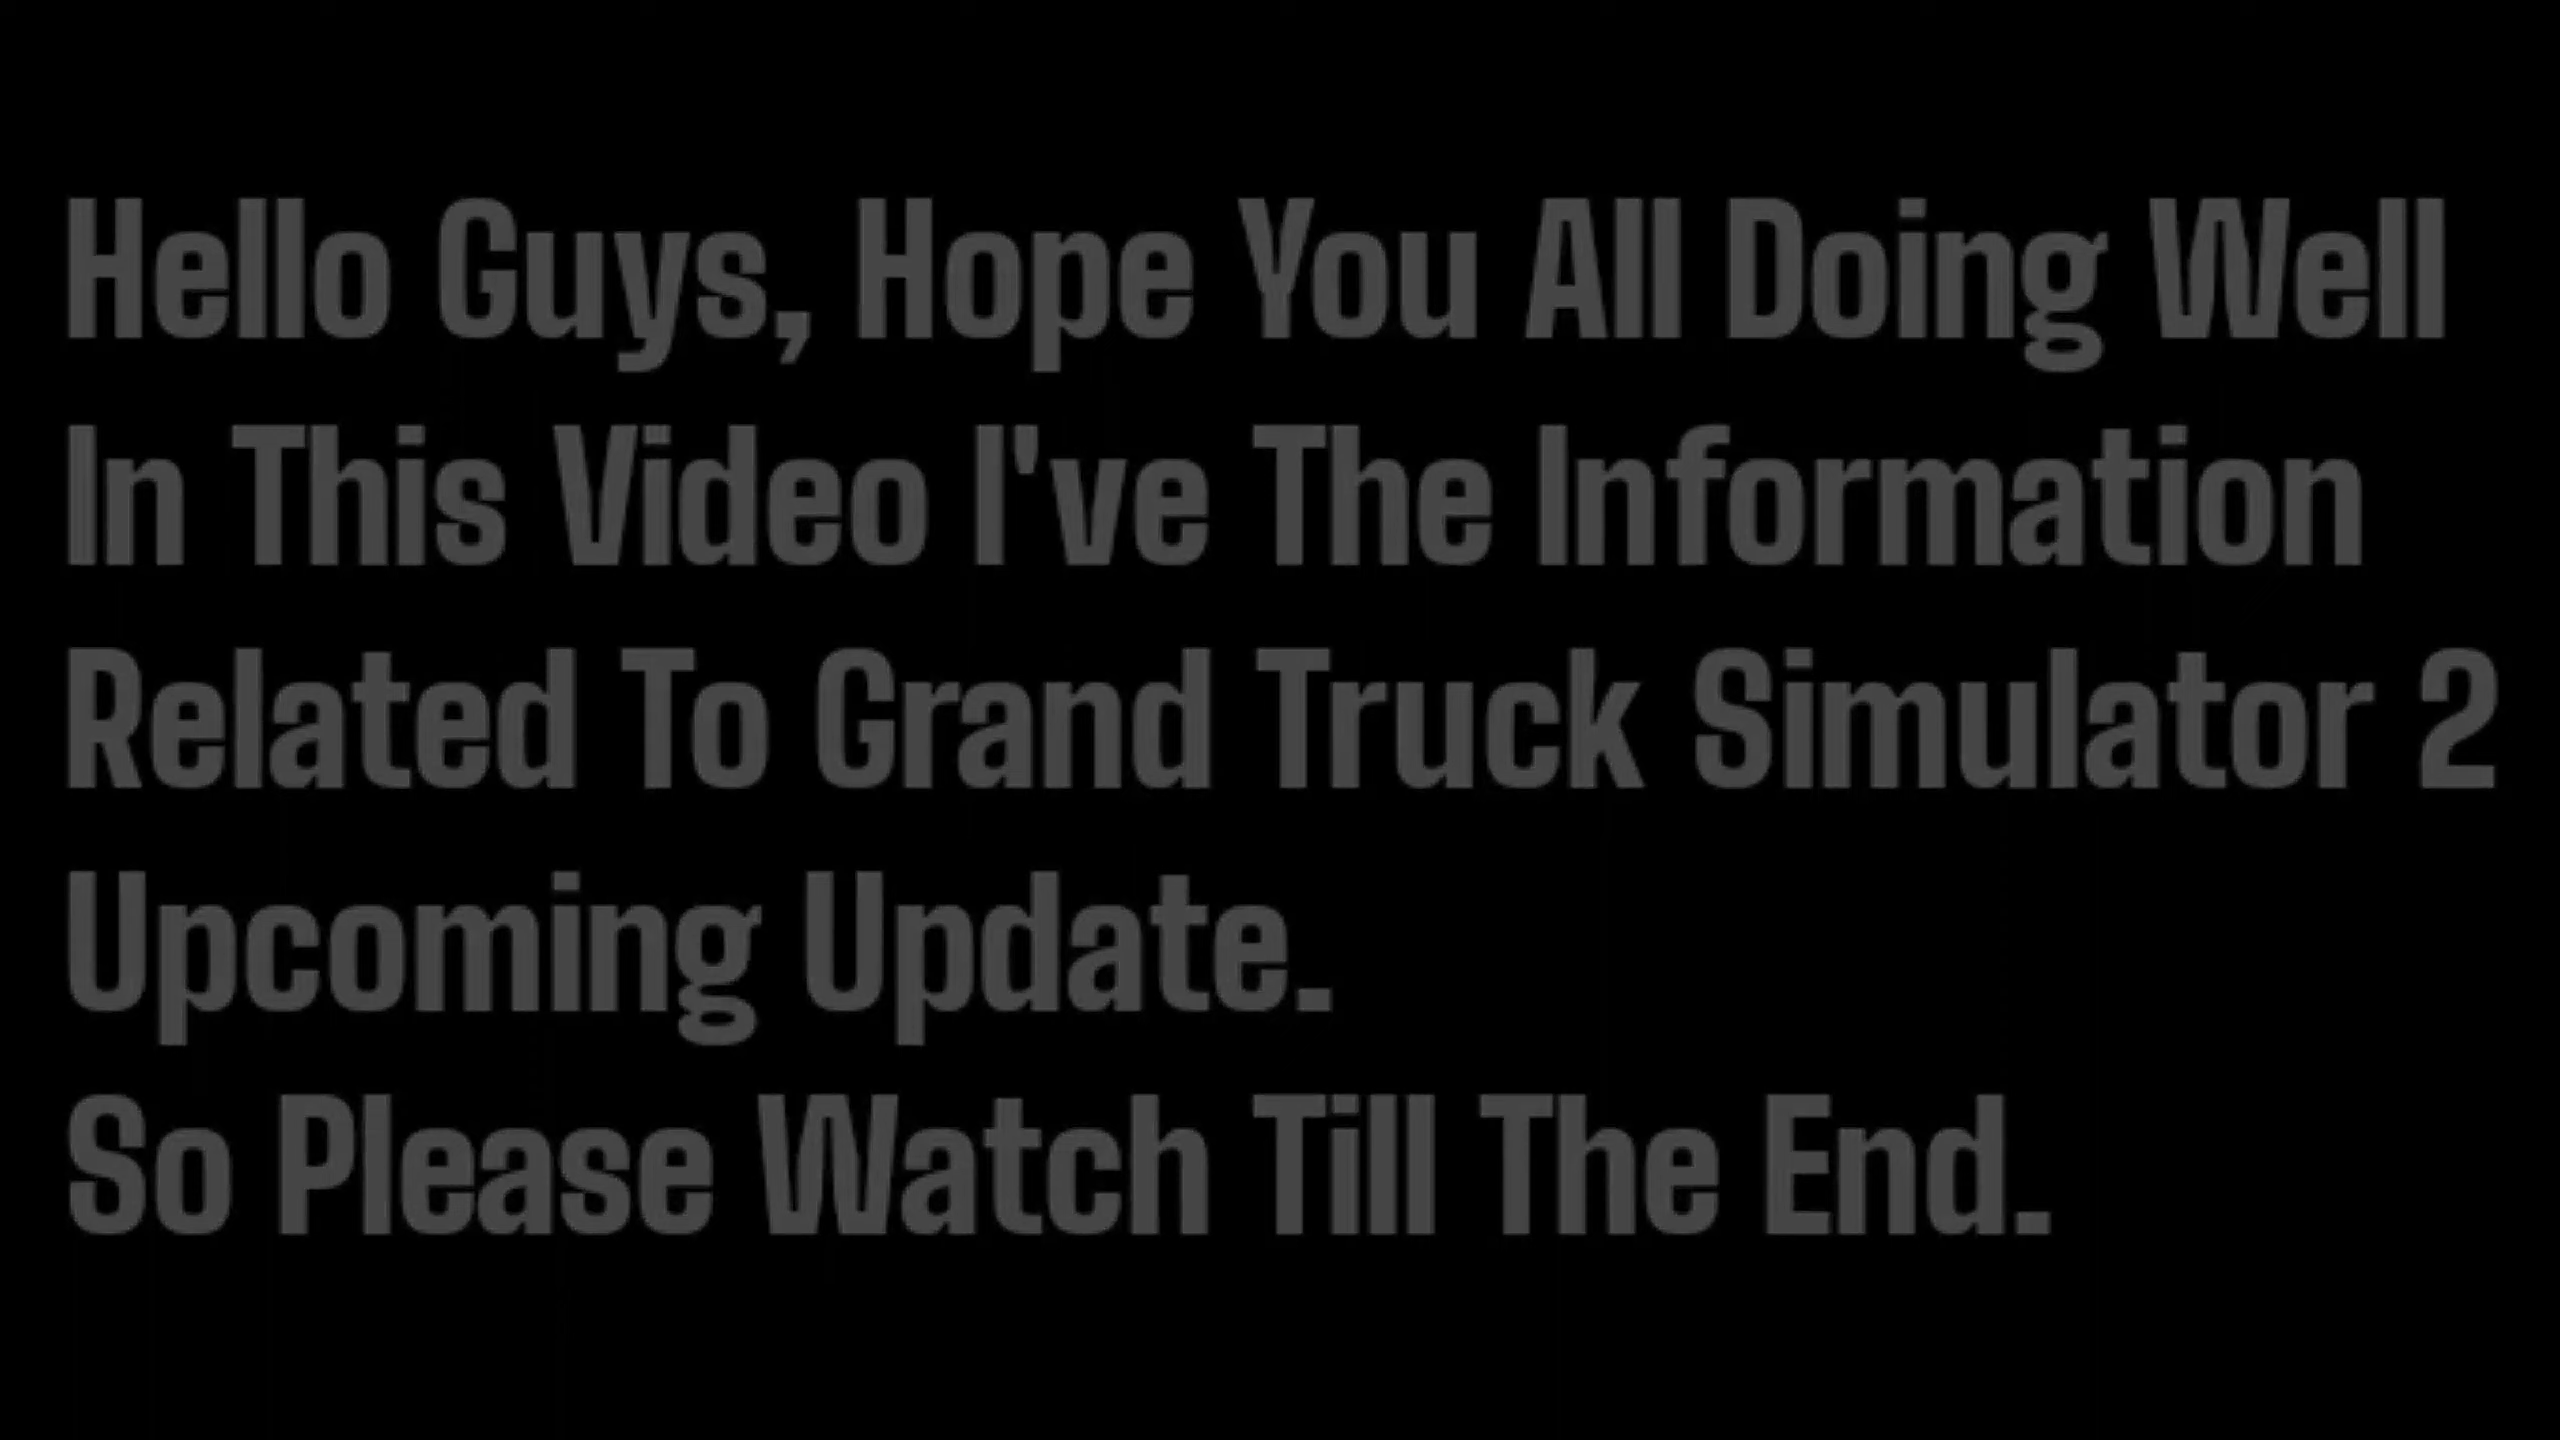 Hello Guys, Hope You All Doing Well
In This Video I've The Information
Related To Grand Truck Simulator 2
Upcoming Update.
So Please Watch Till The End.